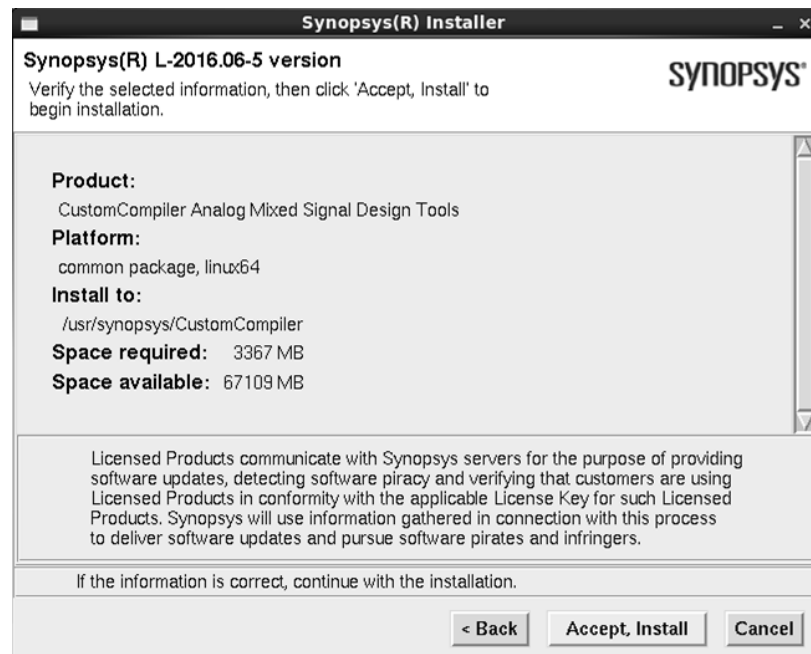 Synopsys(R) Installer
Synopsys(R) L-2016.06-5 version
Verify the selected information, then click 'Accept, Install' to
begin installation.
SYNOPSYS®
Product:
CustomCompiler Analog Mixed Signal Design Tools
Platform:
common package, linux64
Install to:
/usr/synopsys/CustomCompiler
Space required: 3367 MB
Space available: 67109 MB
Licensed Products communicate with Synopsys servers for the purpose of providing
software updates, detecting software piracy and verifying that customers are using
Licensed Products in conformity with the applicable License Key for such Licensed
Products. Synopsys will use information gathered in connection with this process
to deliver software updates and pursue software pirates and infringers.
If the information is correct, continue with the installation.
< Back Accept, Install Cancel